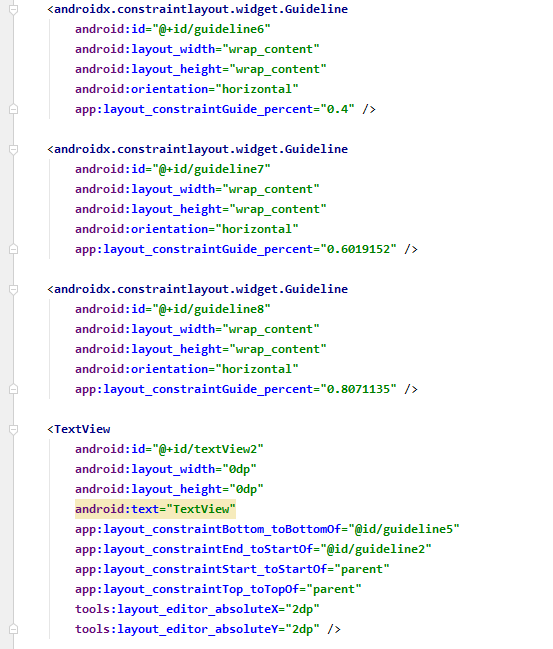 <androidx.constraintlayout.widget.Guideline
android:id="@+id/guideline6"
android:layout_width="wrap_content"
android:layout_height="wrap_content"
android:orientation="horizontal"
app:layout_constraintGuide_percent="0.4" />
<androidx.constraintlayout.widget.Guideline
android:id="@+id/guideline7"
android:layout_width="wrap_content"
android:layout_height="wrap_content"
android:orientation="horizontal"
app:layout_constraintGuide_percent="0.6019152" />
<androidx.constraintlayout.widget.Guideline
android:id="@+id/guideline8"
android:layout_width="wrap_content"
android:layout_height="wrap_content"
android:orientation="horizontal"
app:layout_constraintGuide_percent="0.8071135" />
<TextView
android:id="@+id/textView2"
android:layout_width="0dp"
android:layout_height="0dp"
android:text="TextView"
app:layout_constraintBottom_toBottomOf="@id/guideline5"
app:layout_constraintEnd_toStartOf="@id/guideline2"
app:layout_constraintStart_toStartOf="parent"
app:layout_constraintTop_toTopOf="parent"
tools:layout_editor_absoluteX="2dp"
tools:layout_editor_absoluteY="2dp" />